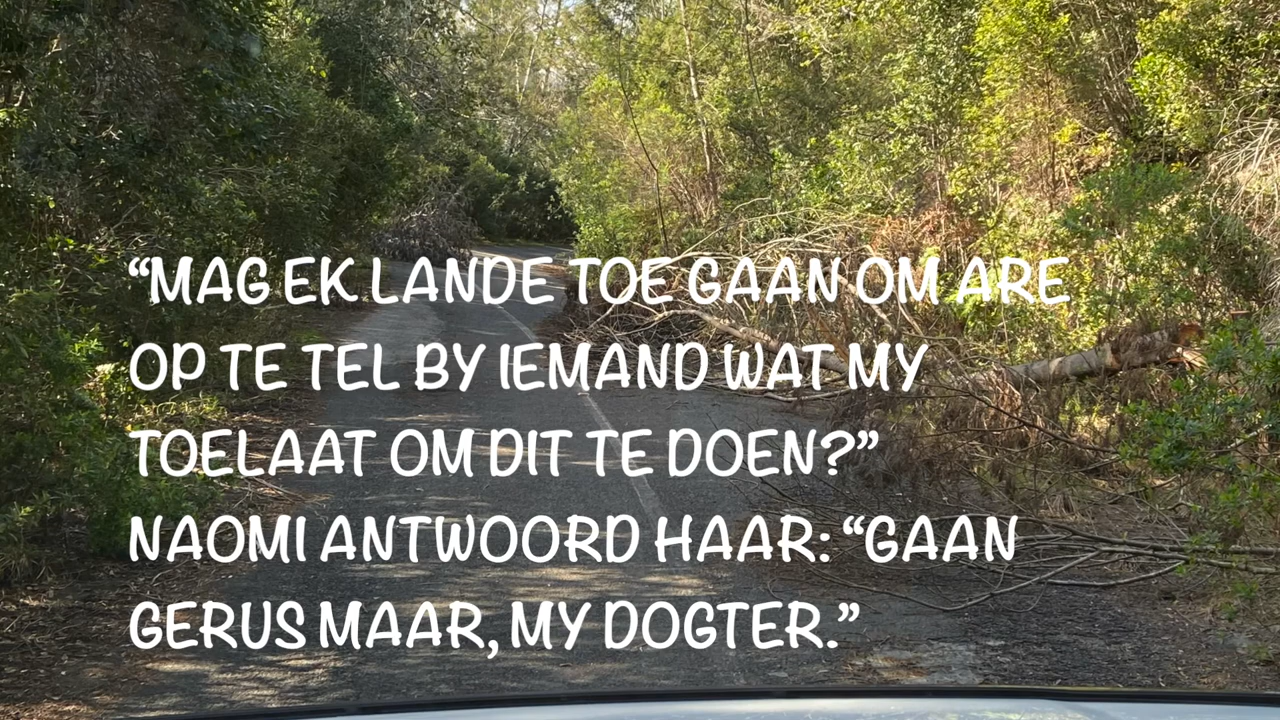 “MAG EK LANDE TOE GAAN OM ARE
OP TE TEL BY IEMAND WAT MY
TOELAAT OM DIT TE DOEN?”
NAOMI ANTWOORD HAAR: “GAAN
GERUS MAAR, MY DOGTER.”